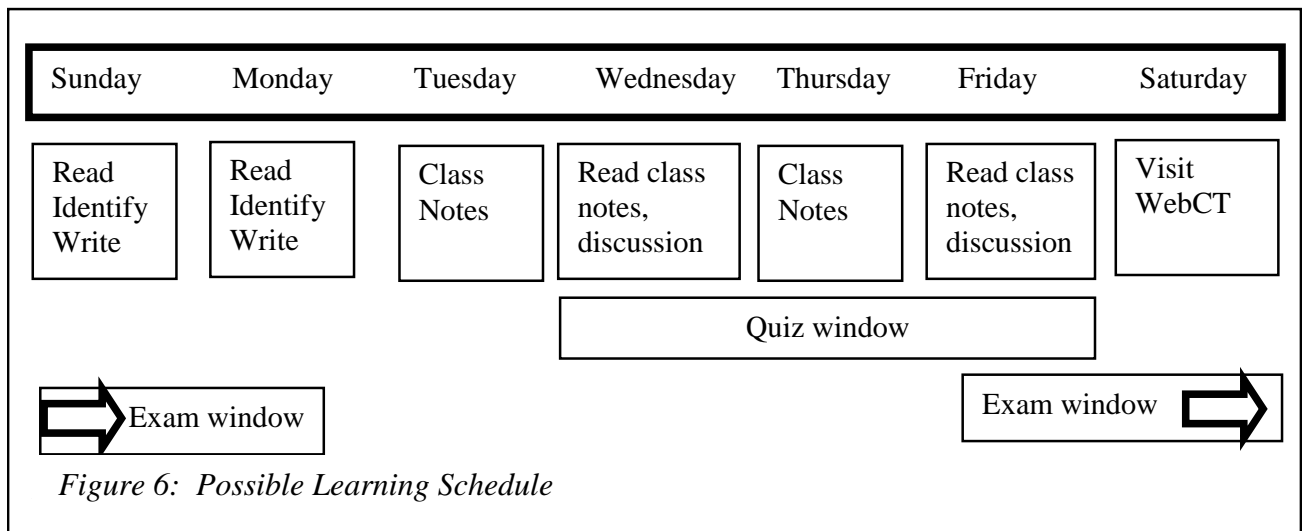 Sunday Monday Tuesday Wednesday Thursday Friday Saturday
Read
Identify
Write
Read
Identify
Write
Class
Notes
Read class
notes,
discussion
Class
Notes
Read class
notes,
discussion
Visit
WebCT
Quiz window
Exam window
Exam window
Figure 6: Possible Learning Schedule